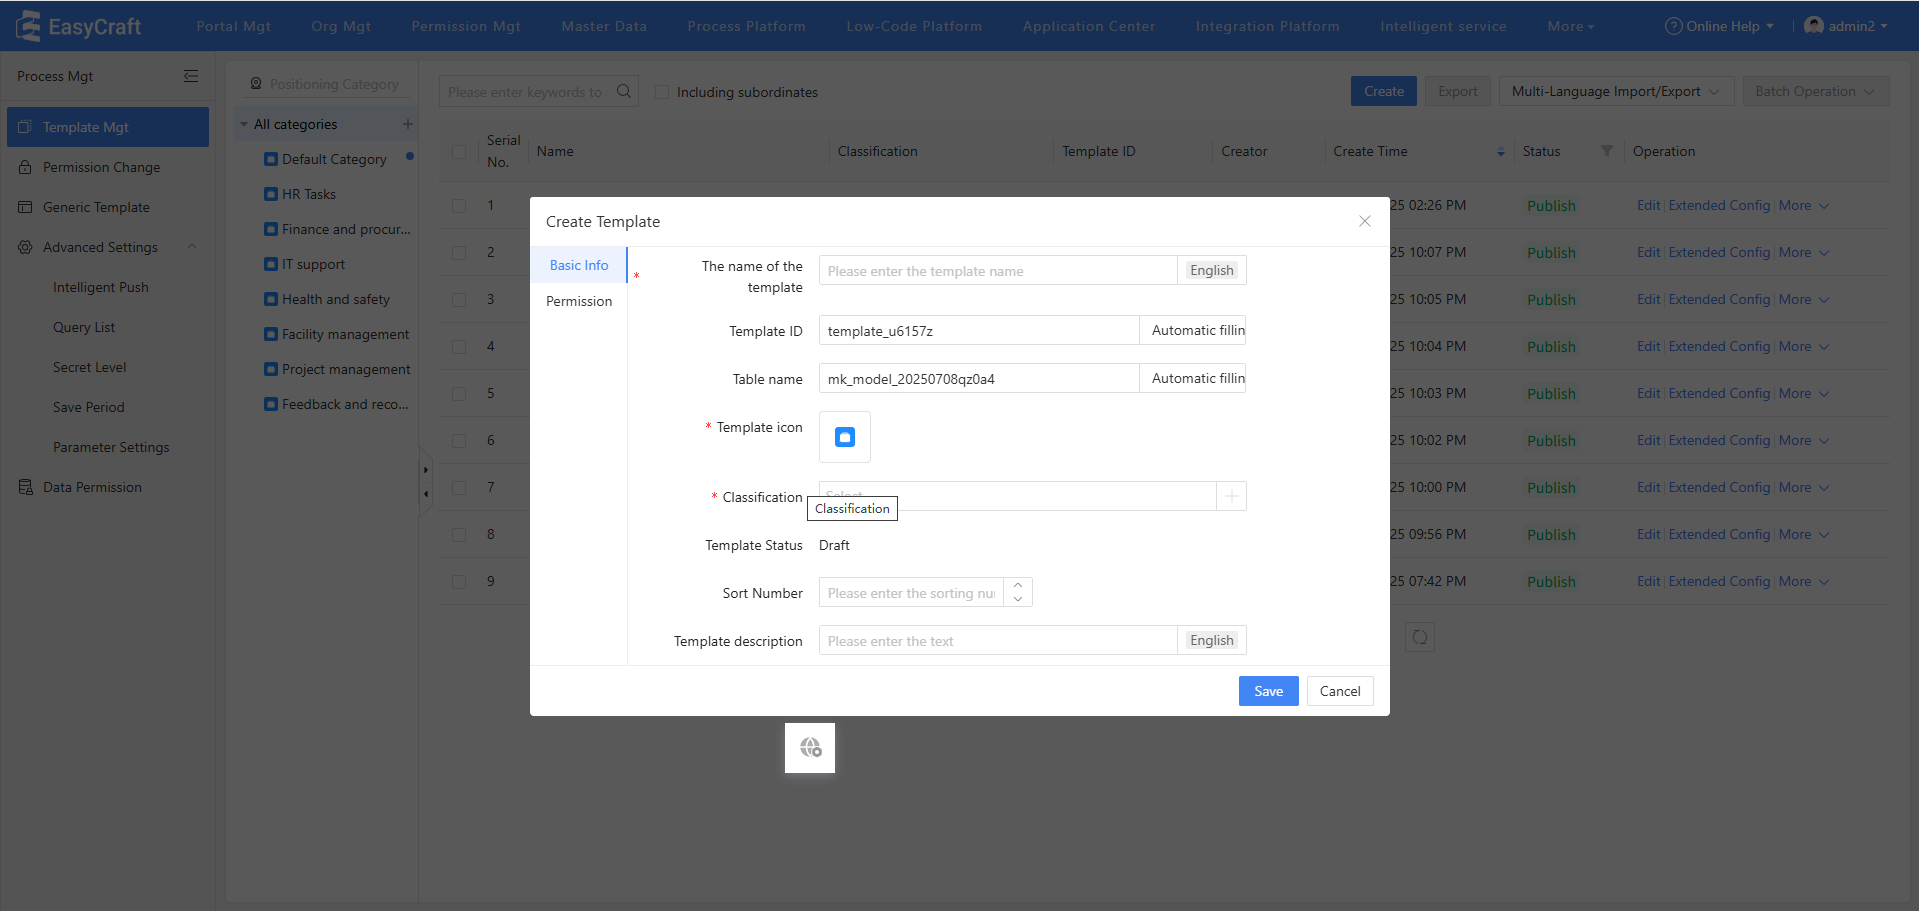 EasyCraft
Portal Mgt Org Mgt Permission Mgt Master Data Process Platform Low-Code Platform Application Center Integration Platform Intelligent service More Online Help admin2
Process Mgt
Template Mgt
Permission Change
Generic Template
Advanced Settings
Intelligent Push
Query List
Secret Level
Save Period
Parameter Settings
Data Permission
Positioning Category
All categories
Default Category
HR Tasks
Finance and procur...
IT support
Health and safety
Facility management
Project management
Feedback and reco...
Please enter keywords to Including subordinates Create Export Multi-Language Import/Export Batch Operation
Serial No. Name Classification Template ID Creator Create Time Status Operation
1 25 02:26 PM Publish Edit Extended Config More
2 25 10:07 PM Publish Edit Extended Config More
3 25 10:05 PM Publish Edit Extended Config More
4 25 10:04 PM Publish Edit Extended Config More
5 25 10:03 PM Publish Edit Extended Config More
6 25 10:02 PM Publish Edit Extended Config More
7 25 10:00 PM Publish Edit Extended Config More
8 25 09:56 PM Publish Edit Extended Config More
9 25 07:42 PM Publish Edit Extended Config More
Create Template
Basic Info
Permission
* The name of the
template
Please enter the template name English
Template ID template_u6157z Automatic fillin
Table name mk_model_20250708qz0a4 Automatic fillin
* Template icon
* Classification Select
Classification
Template Status Draft
Sort Number Please enter the sorting nu
Template description Please enter the text English
Save Cancel